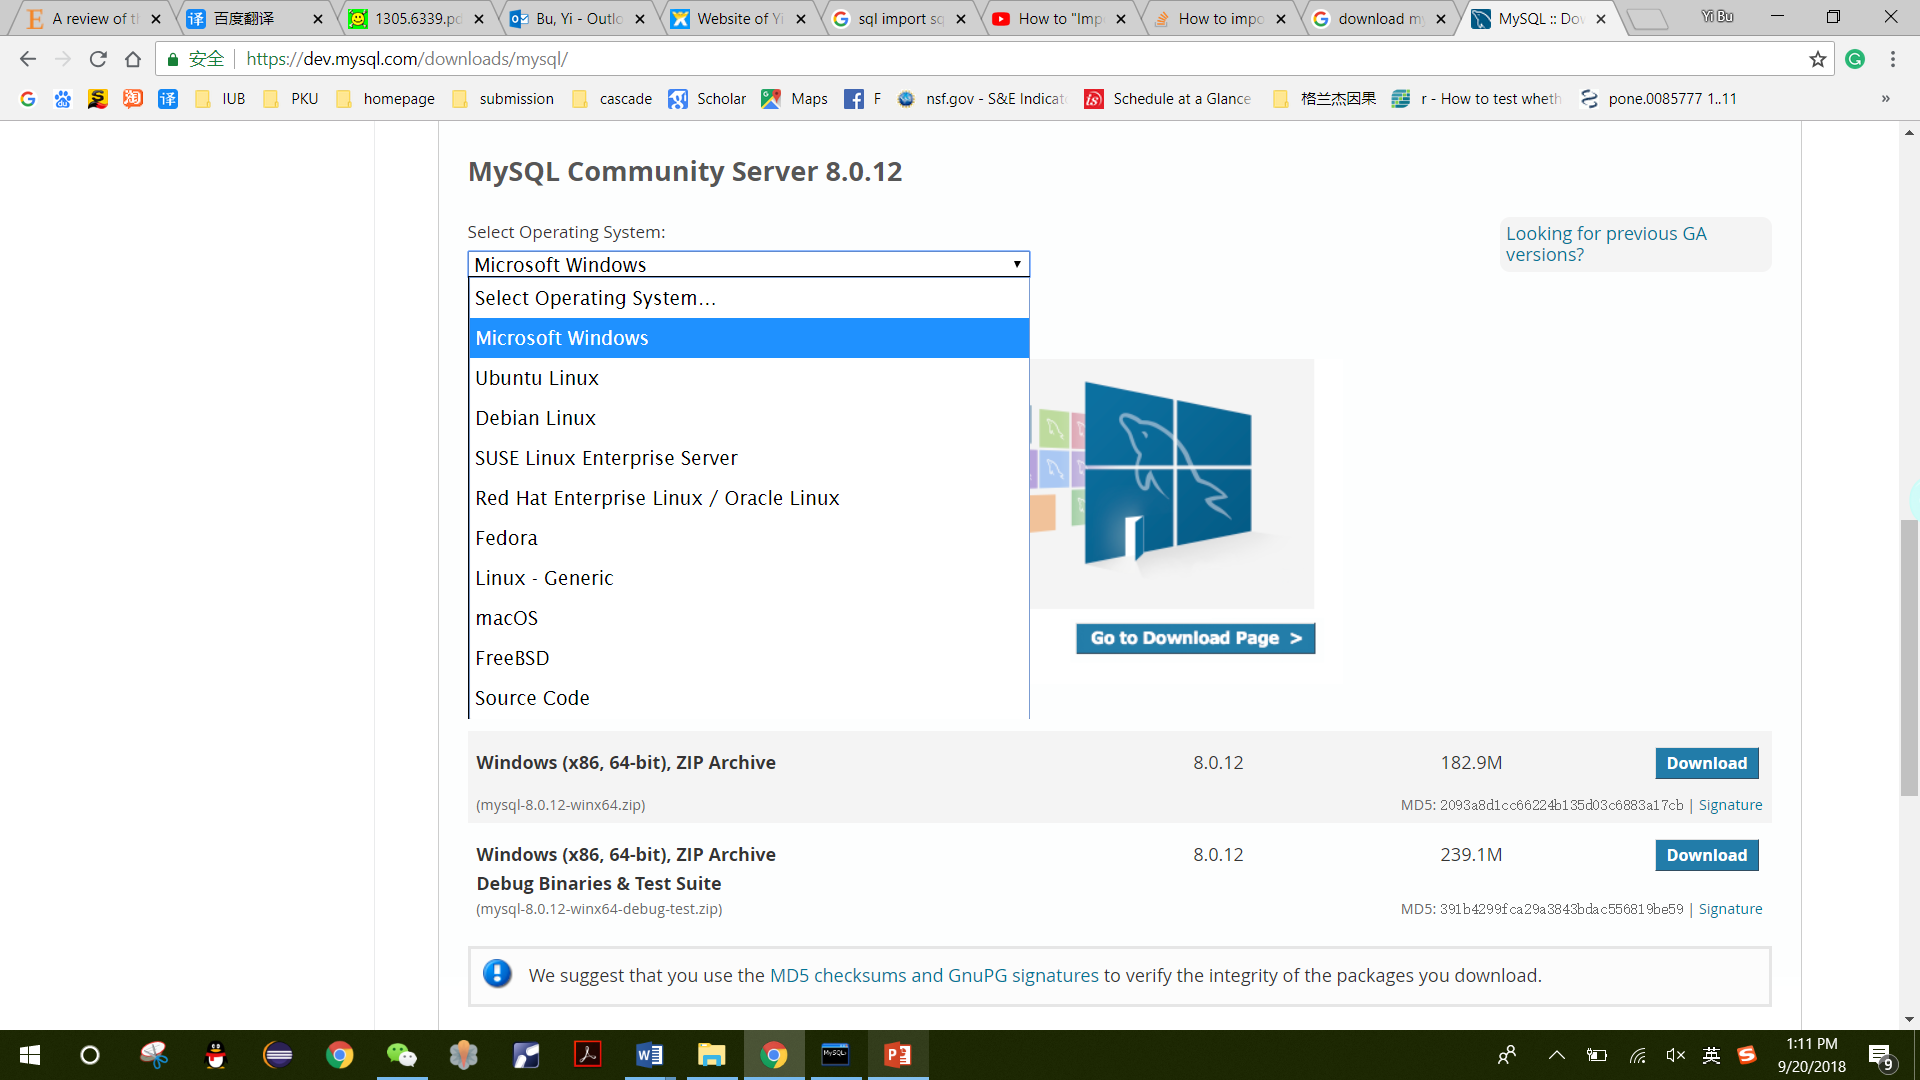 A review of th
百度翻译
1305.6339.pd
Bu, Yi - Outlo
Website of Yi
sql import sq
How to "Imp
How to impo
download my
MySQL :: Dow
Yi Bu
安全
https://dev.mysql.com/downloads/mysql/
IUB
PKU
homepage
submission
cascade
Scholar
Maps
F
nsf.gov - S&E Indicat
Schedule at a Glance
格兰杰因果
r - How to test wheth
pone.0085777 1..11
»
MySQL Community Server 8.0.12
Select Operating System:
Looking for previous GA
versions?
Microsoft Windows
Select Operating System…
Microsoft Windows
Ubuntu Linux
Debian Linux
SUSE Linux Enterprise Server
Red Hat Enterprise Linux / Oracle Linux
Fedora
Linux - Generic
macOS
FreeBSD
Source Code
Go to Download Page >
Windows (x86, 64-bit), ZIP Archive 8.0.12 182.9M Download
(mysql-8.0.12-winx64.zip) MD5: 2093a8d1cc66224b135d03c6883a17cb | Signature
Windows (x86, 64-bit), ZIP Archive 8.0.12 239.1M Download
Debug Binaries & Test Suite
(mysql-8.0.12-winx64-debug-test.zip) MD5: 391b4299fca29a3843bdac556819be59 | Signature
We suggest that you use the MD5 checksums and GnuPG signatures to verify the integrity of the packages you download.
英
1:11 PM
9/20/2018
9